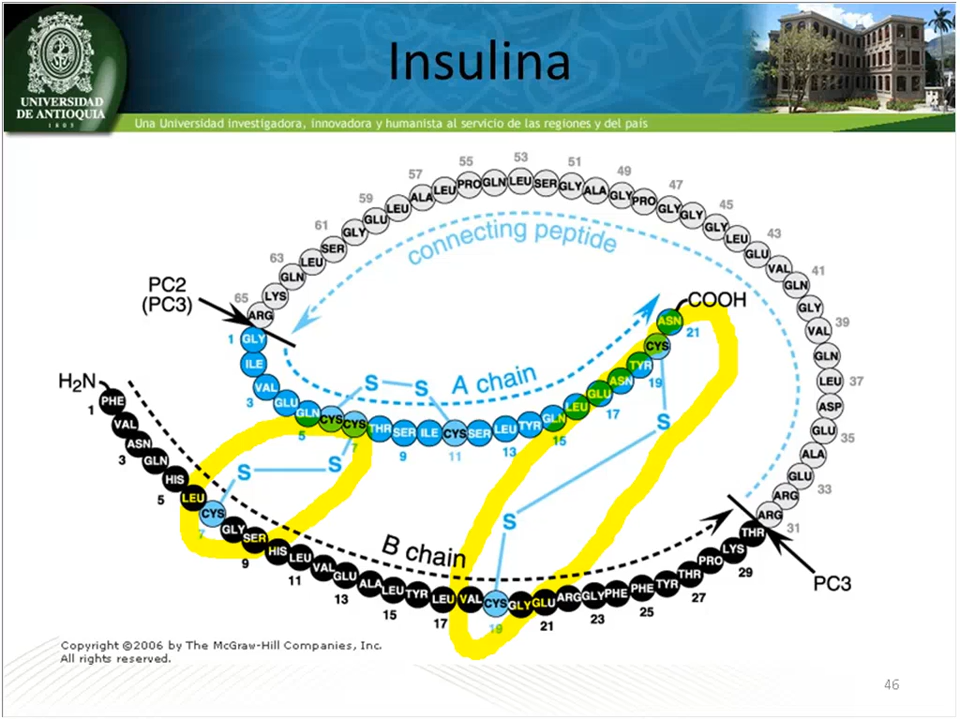 Insulina
UNIVERSIDAD
DE ANTIOQUIA
1803
Una Universidad investigadora, innovadora y humanista al servicio de las regiones y del país
65 63 61 59 57 55 53 51 49 47 45 43 41 39 37 35 33 31
ARG LYS GLN LEU SER GLY GLU LEU ALA LEU PRO GLN LEU SER GLY ALA GLY PRO GLY GLY GLY LEU GLU VAL GLN GLY VAL GLN LEU ASP GLU ALA GLU ARG ARG
connecting peptide
PC2
(PC3)
COOH
1 3 5 7 9 11 13 15 17 19 21
GLY ILE VAL GLU GLN CYS CYS THR SER ILE CYS SER LEU TYR GLN LEU GLU ASN TYR CYS ASN
S S
A chain
S S
S
S
H₂N
1 3 5 7 9 11 13 15 17 19 21 23 25 27 29
PHE VAL ASN GLN HIS LEU CYS GLY SER HIS LEU VAL GLU ALA LEU TYR LEU VAL CYS GLY GLU ARG GLY PHE PHE TYR THR PRO LYS THR
B chain
PC3
Copyright ©2006 by The McGraw-Hill Companies, Inc.
All rights reserved.
46